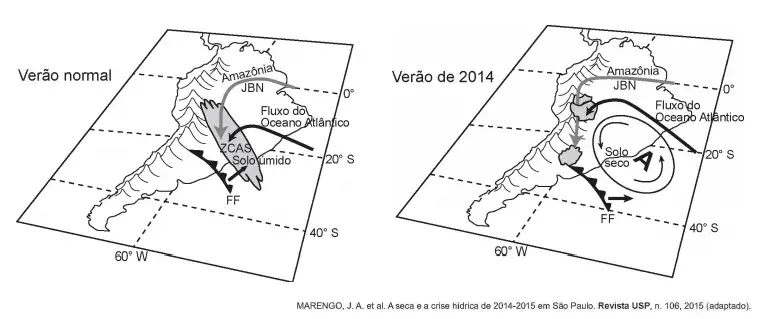 Verão normal
Amazônia
JBN
0°
Fluxo do
Oceano Atlântico
ZCAS
Solo úmido
20° S
FF
40° S
60° W
Verão de 2014
Amazônia
JBN
0°
Fluxo do
Oceano Atlântico
Solo
seco
A
20° S
FF
40° S
60° W
MARENGO, J. A. et al. A seca e a crise hídrica de 2014-2015 em São Paulo. Revista USP, n. 106, 2015 (adaptado).